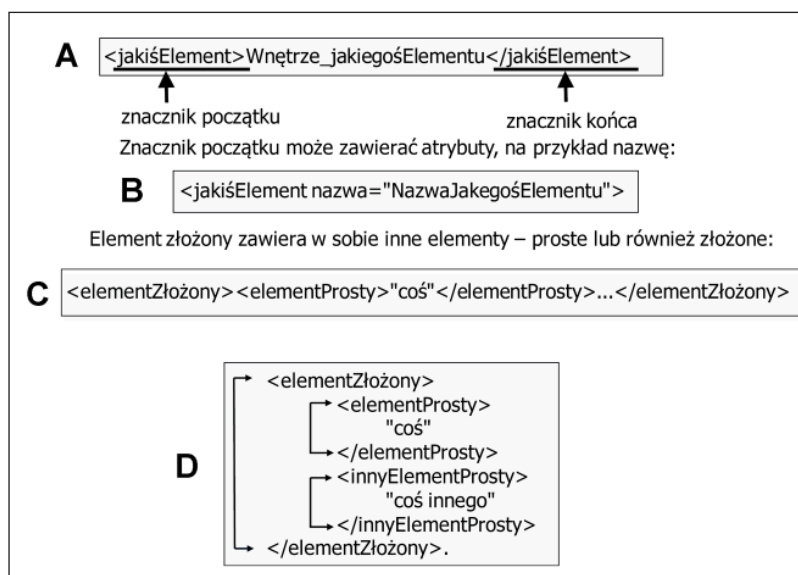 A <jakiśElement>Wnętrze_jakiegośElementu</jakiśElement>
znacznik początku znacznik końca
Znacznik początku może zawierać atrybuty, na przykład nazwę:
B <jakiśElement nazwa="NazwaJakegośElementu">
Element złożony zawiera w sobie inne elementy – proste lub również złożone:
C <elementZłożony><elementProsty>"coś"</elementProsty>...</elementZłożony>
D
<elementZłożony>
<elementProsty>
"coś"
</elementProsty>
<innyElementProsty>
"coś innego"
</innyElementProsty>
</elementZłożony>.